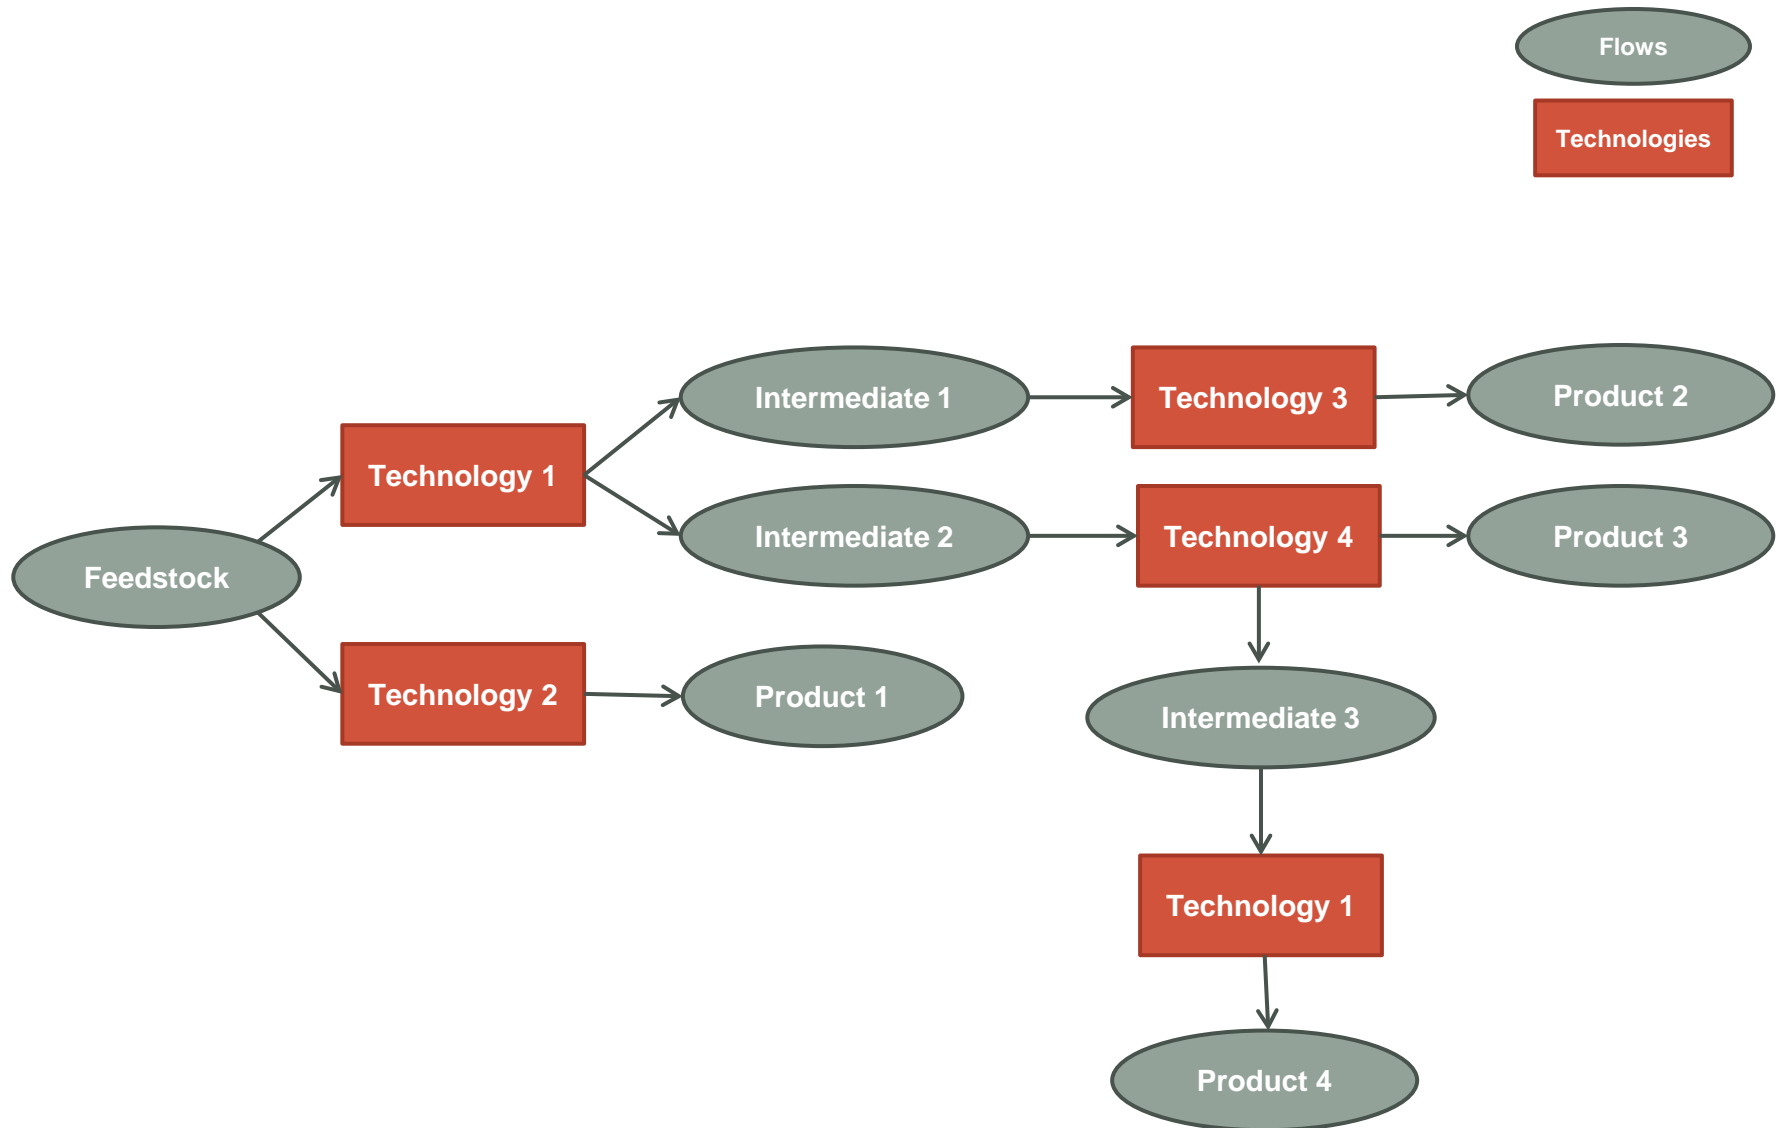 Flows
Technologies
Intermediate 1
Technology 3
Product 2
Technology 1
Intermediate 2
Technology 4
Product 3
Feedstock
Technology 2
Product 1
Intermediate 3
Technology 1
Product 4